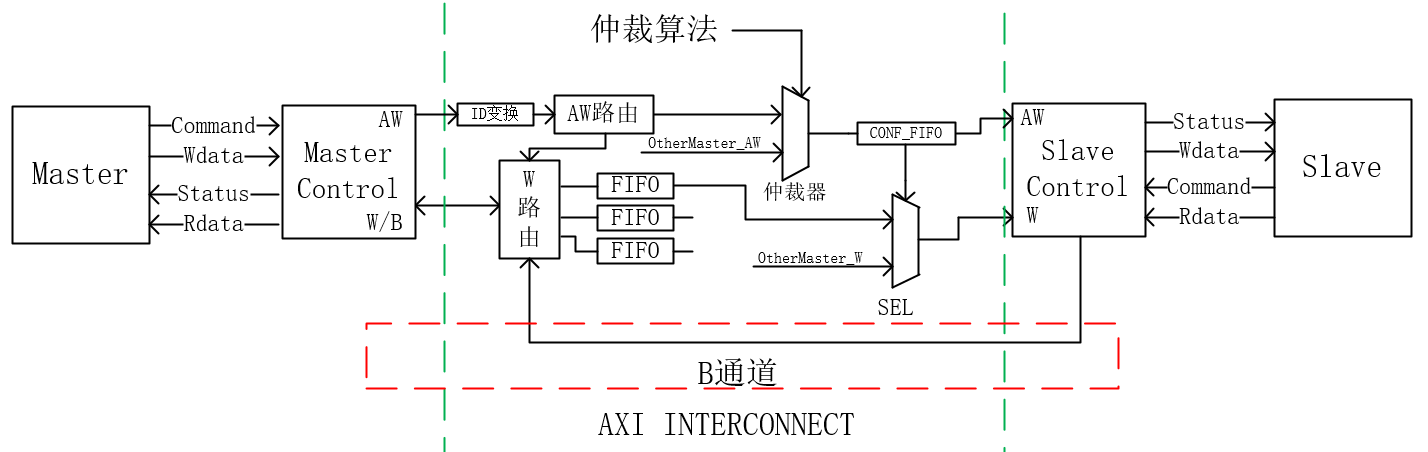 仲裁算法
Master
Command
Wdata
Status
Rdata
AW
Master
Control
W/B
ID变换
AW路由
OtherMaster_AW
仲裁器
W
路
由
FIFO
FIFO
FIFO
OtherMaster_W
SEL
CONF_FIFO
AW
Slave
Control
W
Status
Wdata
Command
Rdata
Slave
B通道
AXI INTERCONNECT